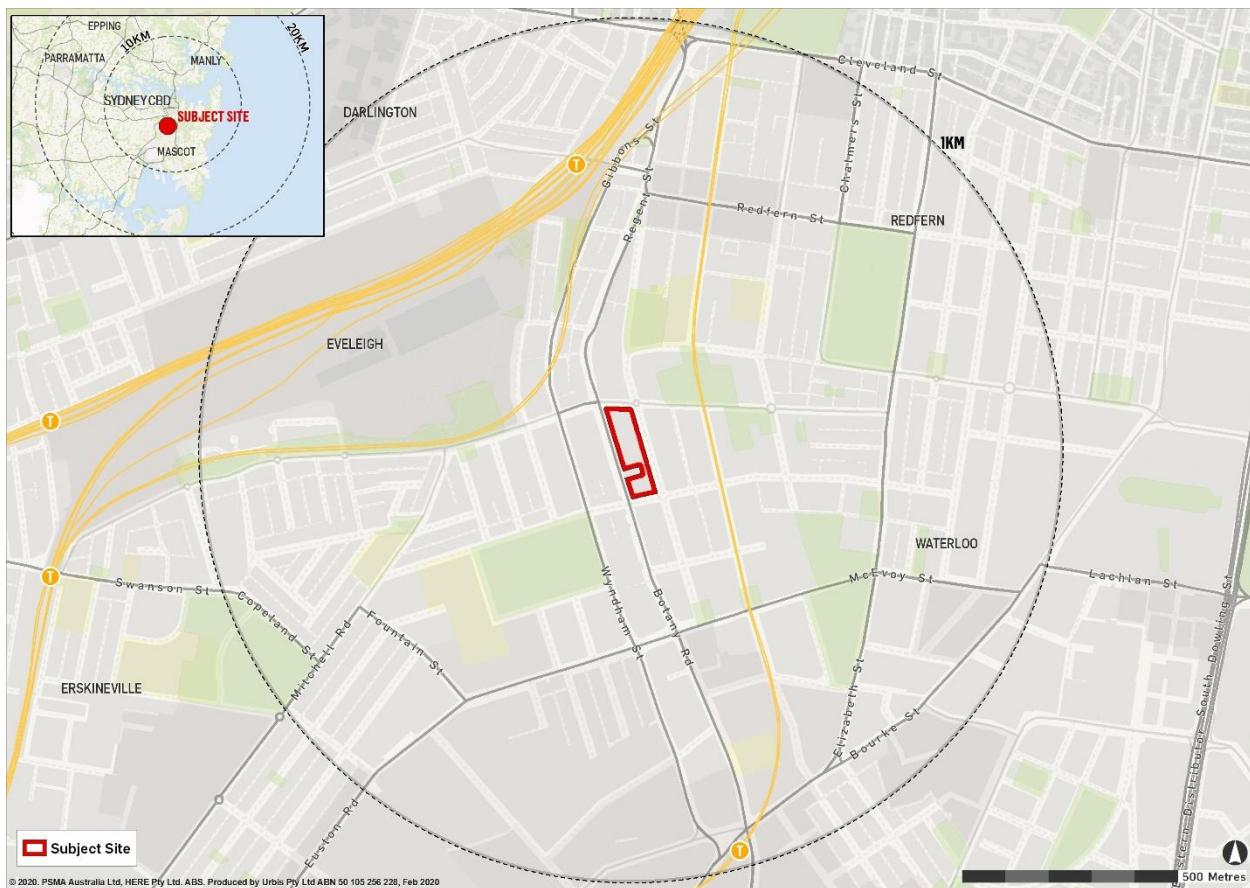 EPPING
10KM
20KM
PARRAMATTA
MANLY
SYDNEY CBD
SUBJECT SITE
MASCOT
DARLINGTON
Cleveland St
Gibbons St
Chalmers St
1KM
T
Regent St
Redfern St
REDFERN
EVELEIGH
T
WATERLOO
T
Swanson St
Copeland St
McEvoy St
Lachlan St
Wyndham St
Botany Rd
Mitchell Rd
Fountain St
ERSKINEVILLE
Elizabeth St
Bourke St
Eastern Distributor South Dowling St
Euston Rd
T
Subject Site
500 Metres
© 2020. PSMA Australia Ltd, HERE Pty Ltd. ABS. Produced by Urbis Pty Ltd ABN 50 105 256 228, Feb 2020